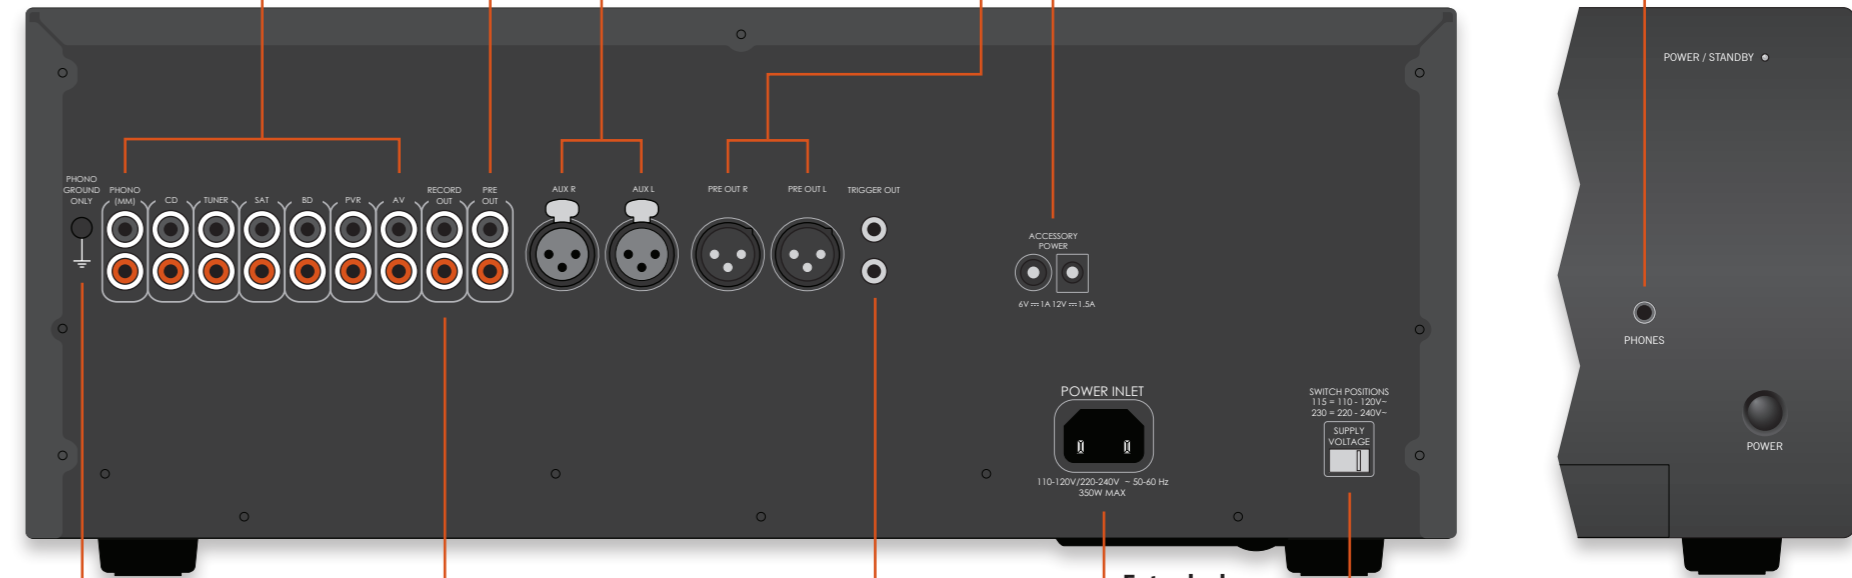 PHONO
GROUND
ONLY
PHONO
(MM)
CD
TUNER
SAT
BD
PVR
AV
RECORD
OUT
PRE
OUT
AUX R
AUX L
PRE OUT R
PRE OUT L
TRIGGER OUT
ACCESSORY
POWER
6V ⎓ 1A 12V ⎓ 1.5A
POWER INLET
110-120V/220-240V ~ 50-60 Hz
350W MAX
SWITCH POSITIONS
115 = 110 - 120V~
230 = 220 - 240V~
SUPPLY
VOLTAGE
POWER / STANDBY
PHONES
POWER